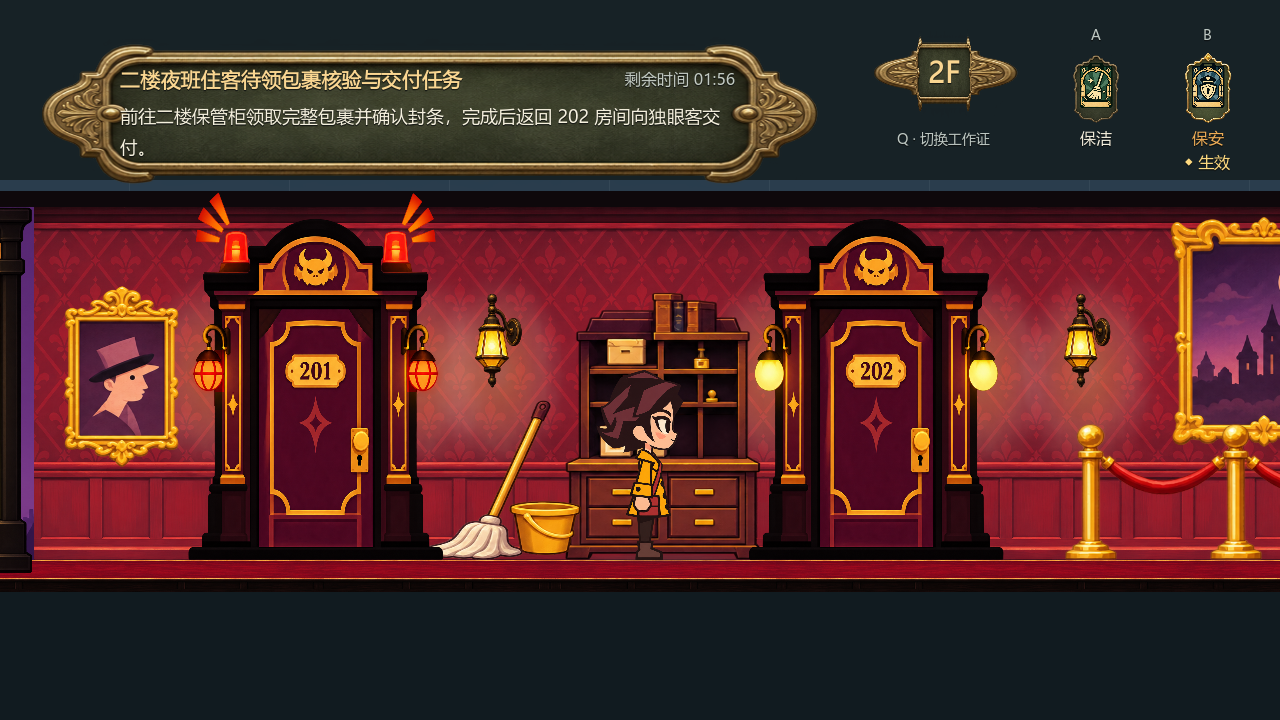 二楼夜班住客待领包裹核验与交付任务
剩余时间 01:56
前往二楼保管柜领取完整包裹并确认封条，完成后返回 202 房间向独眼客交
付。
2F
Q · 切换工作证
A
保洁
B
保安
◆ 生效
201
202